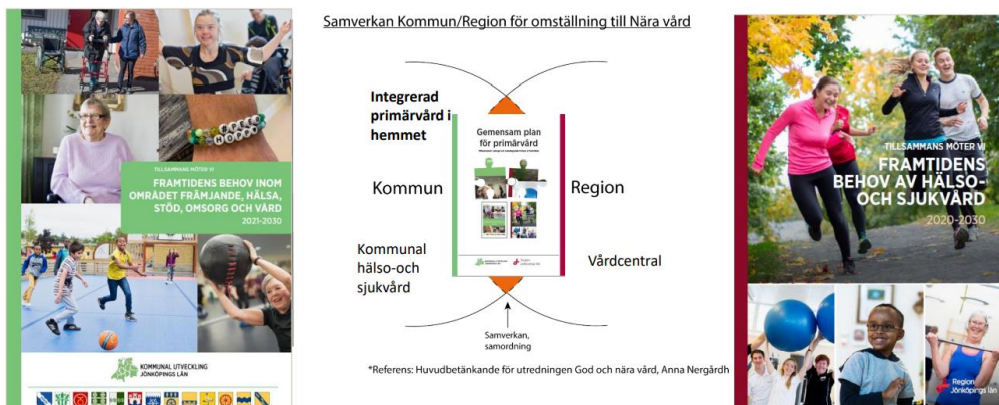 Samverkan Kommun/Region för omställning till Nära vård
TILLSAMMANS MÖTER VI
FRAMTIDENS BEHOV INOM
OMRÅDET FRÄMJANDE, HÄLSA,
STÖD, OMSORG OCH VÅRD
2021-2030
KOMMUNAL UTVECKLING
JÖNKÖPINGS LÄN
Integrerad
primärvård i
hemmet
Kommun
Kommunal
hälso-och
sjukvård
Gemensam plan
för primärvård
Region
Vårdcentral
Samverkan,
samordning
*Referens: Huvudbetänkande för utredningen God och nära vård, Anna Nergårdh
TILLSAMMANS MÖTER VI
FRAMTIDENS
BEHOV AV HÄLSO-
OCH SJUKVÅRD
2020-2030
Region
Jönköpings län